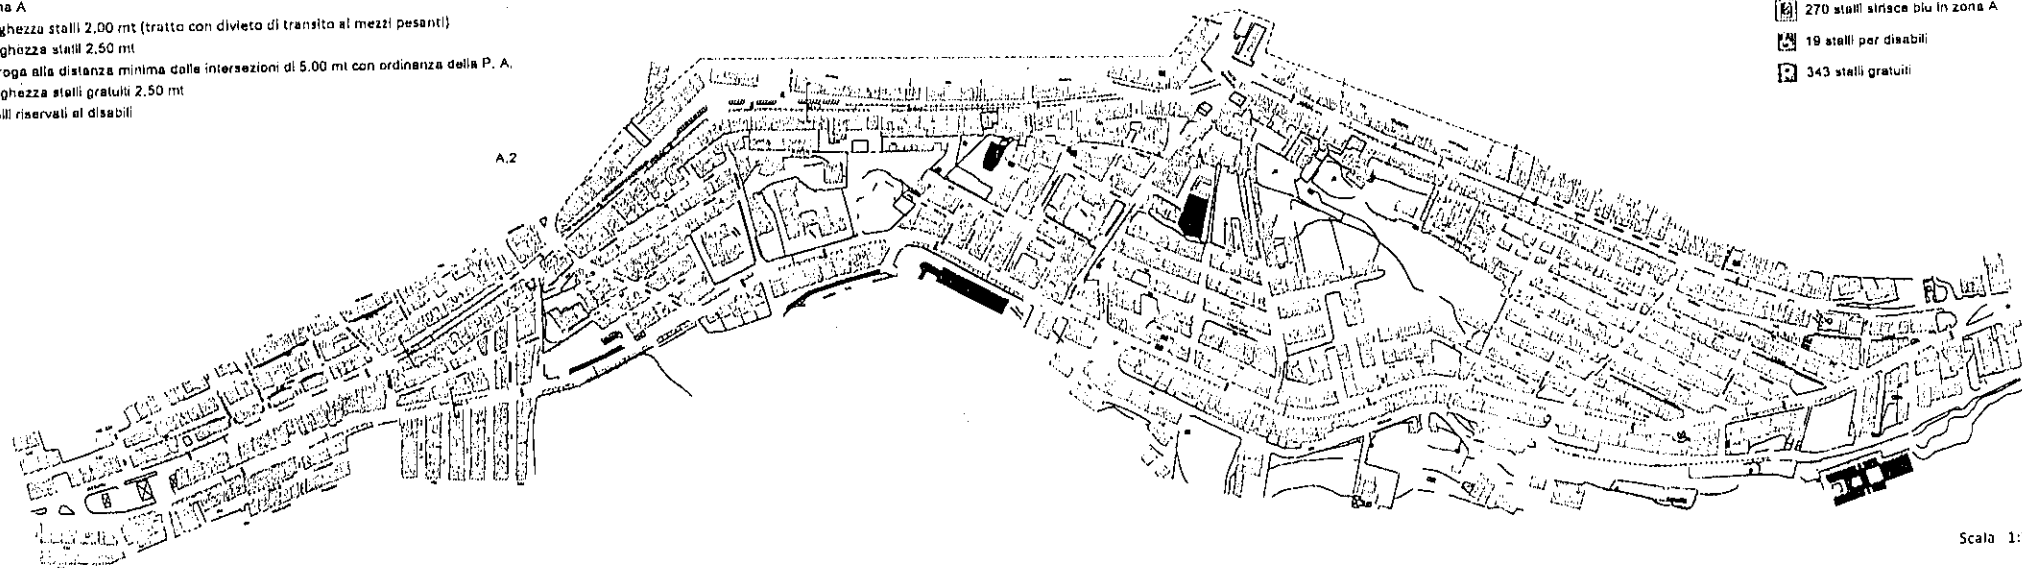 na A
ghezza stalli 2,00 mt (tratto con divieto di transito ai mezzi pesanti)
ghezza stalli 2,50 mt
roga alla distanza minima dalle intersezioni di 5.00 mt con ordinanza della P. A.
ghezza stalli gratuiti 2,50 mt
lli riservati ai disabili
A.2
270 stalli strisce blu in zona A
19 stalli per disabili
343 stalli gratuiti
Scala 1: